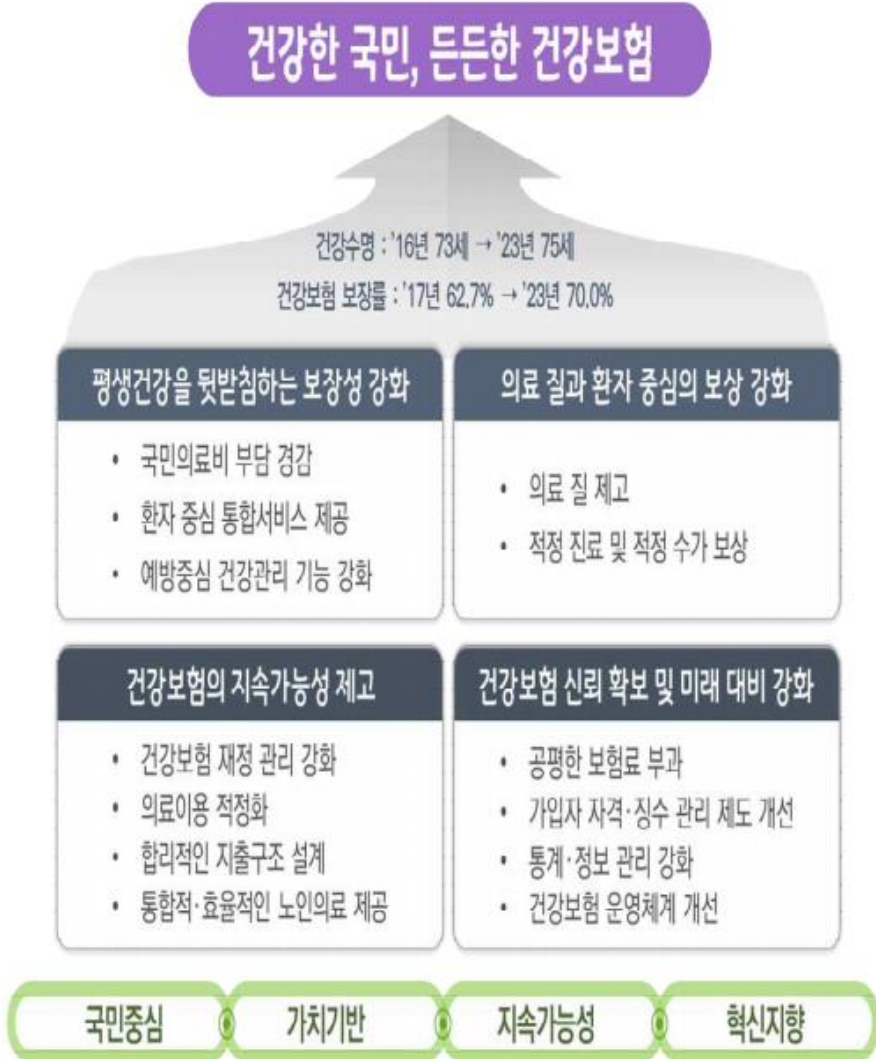 건강한 국민, 든든한 건강보험
건강수명 : '16년 73세 → '23년 75세
건강보험 보장률 : '17년 62.7% → '23년 70.0%
평생건강을 뒷받침하는 보장성 강화
• 국민의료비 부담 경감
• 환자 중심 통합서비스 제공
• 예방중심 건강관리 기능 강화
의료 질과 환자 중심의 보상 강화
• 의료 질 제고
• 적정 진료 및 적정 수가 보상
건강보험의 지속가능성 제고
• 건강보험 재정 관리 강화
• 의료이용 적정화
• 합리적인 지출구조 설계
• 통합적·효율적인 노인의료 제공
건강보험 신뢰 확보 및 미래 대비 강화
• 공평한 보험료 부과
• 가입자 자격·징수 관리 제도 개선
• 통계·정보 관리 강화
• 건강보험 운영체계 개선
국민중심
가치기반
지속가능성
혁신지향